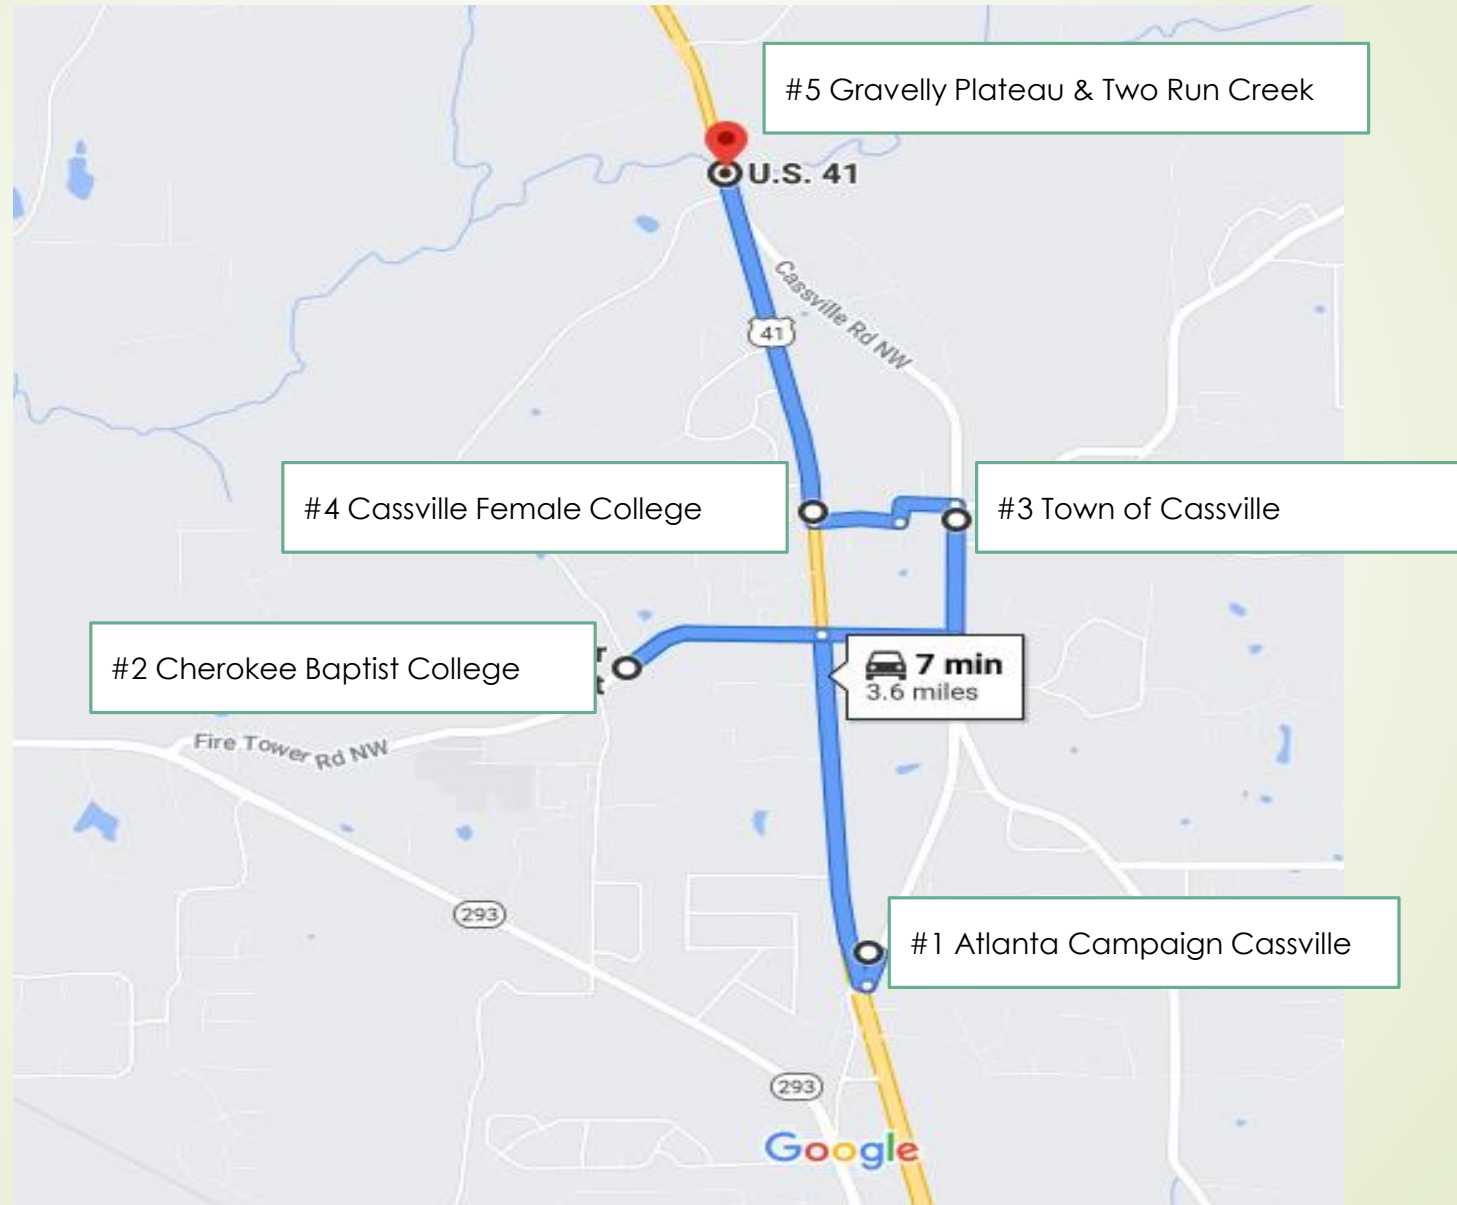 #5 Gravelly Plateau & Two Run Creek
U.S. 41
Cassville Rd NW
41
#4 Cassville Female College
#3 Town of Cassville
#2 Cherokee Baptist College
r
t
7 min
3.6 miles
Fire Tower Rd NW
293
#1 Atlanta Campaign Cassville
293
Google